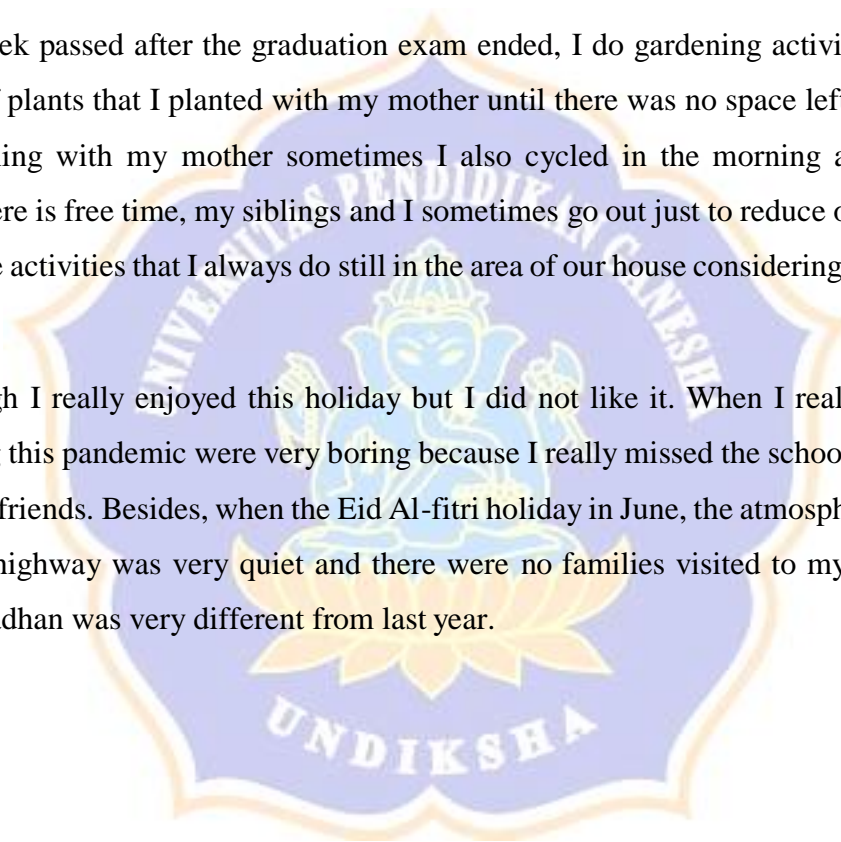 ek passed after the graduation exam ended, I do gardening activi
plants that I planted with my mother until there was no space left
ing with my mother sometimes I also cycled in the morning a
ere is free time, my siblings and I sometimes go out just to reduce
e activities that I always do still in the area of our house considering
gh I really enjoyed this holiday but I did not like it. When I real
this pandemic were very boring because I really missed the schoo
friends. Besides, when the Eid Al-fitri holiday in June, the atmosph
highway was very quiet and there were no families visited to my
dhan was very different from last year.
UNIVERSITAS PENDIDIKAN GANESHA
UNDIKSHA